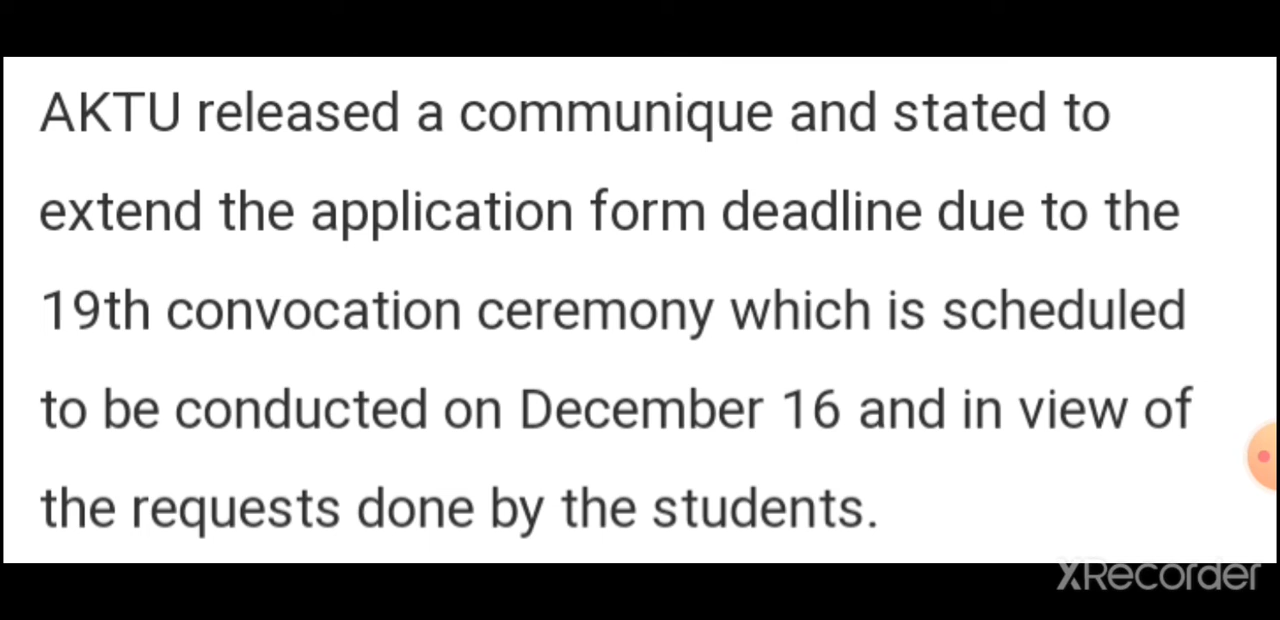 AKTU released a communique and stated to
extend the application form deadline due to the
19th convocation ceremony which is scheduled
to be conducted on December 16 and in view of
the requests done by the students.
XRecorder